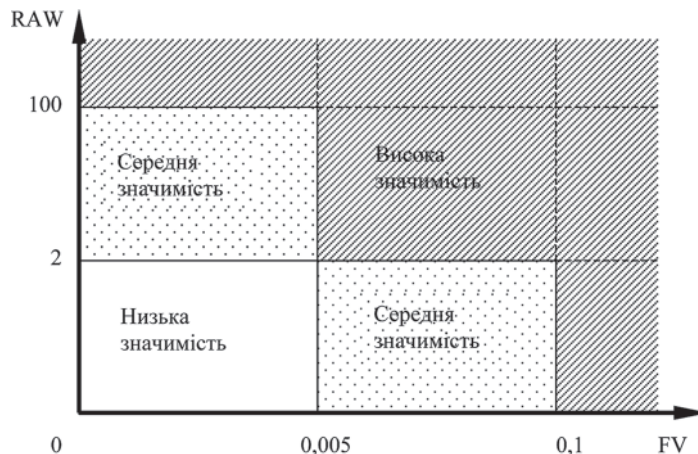 RAW
100
Середня
значимість
Висока
значимість
2
Низька
значимість
Середня
значимість
0
0,005
0,1
FV